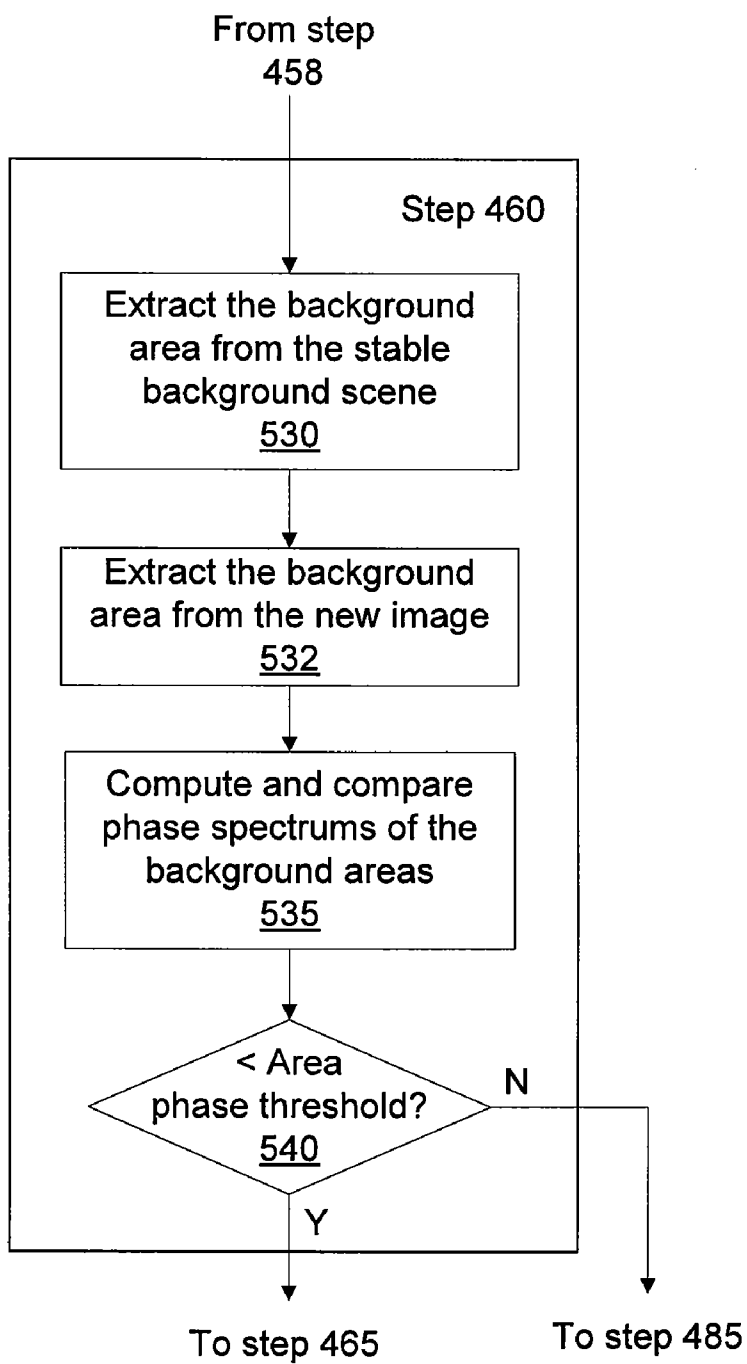 From step
458
Step 460
Extract the background
area from the stable
background scene
530
Extract the background
area from the new image
532
Compute and compare
phase spectrums of the
background areas
535
< Area
phase threshold?
540
N
Y
To step 465
To step 485